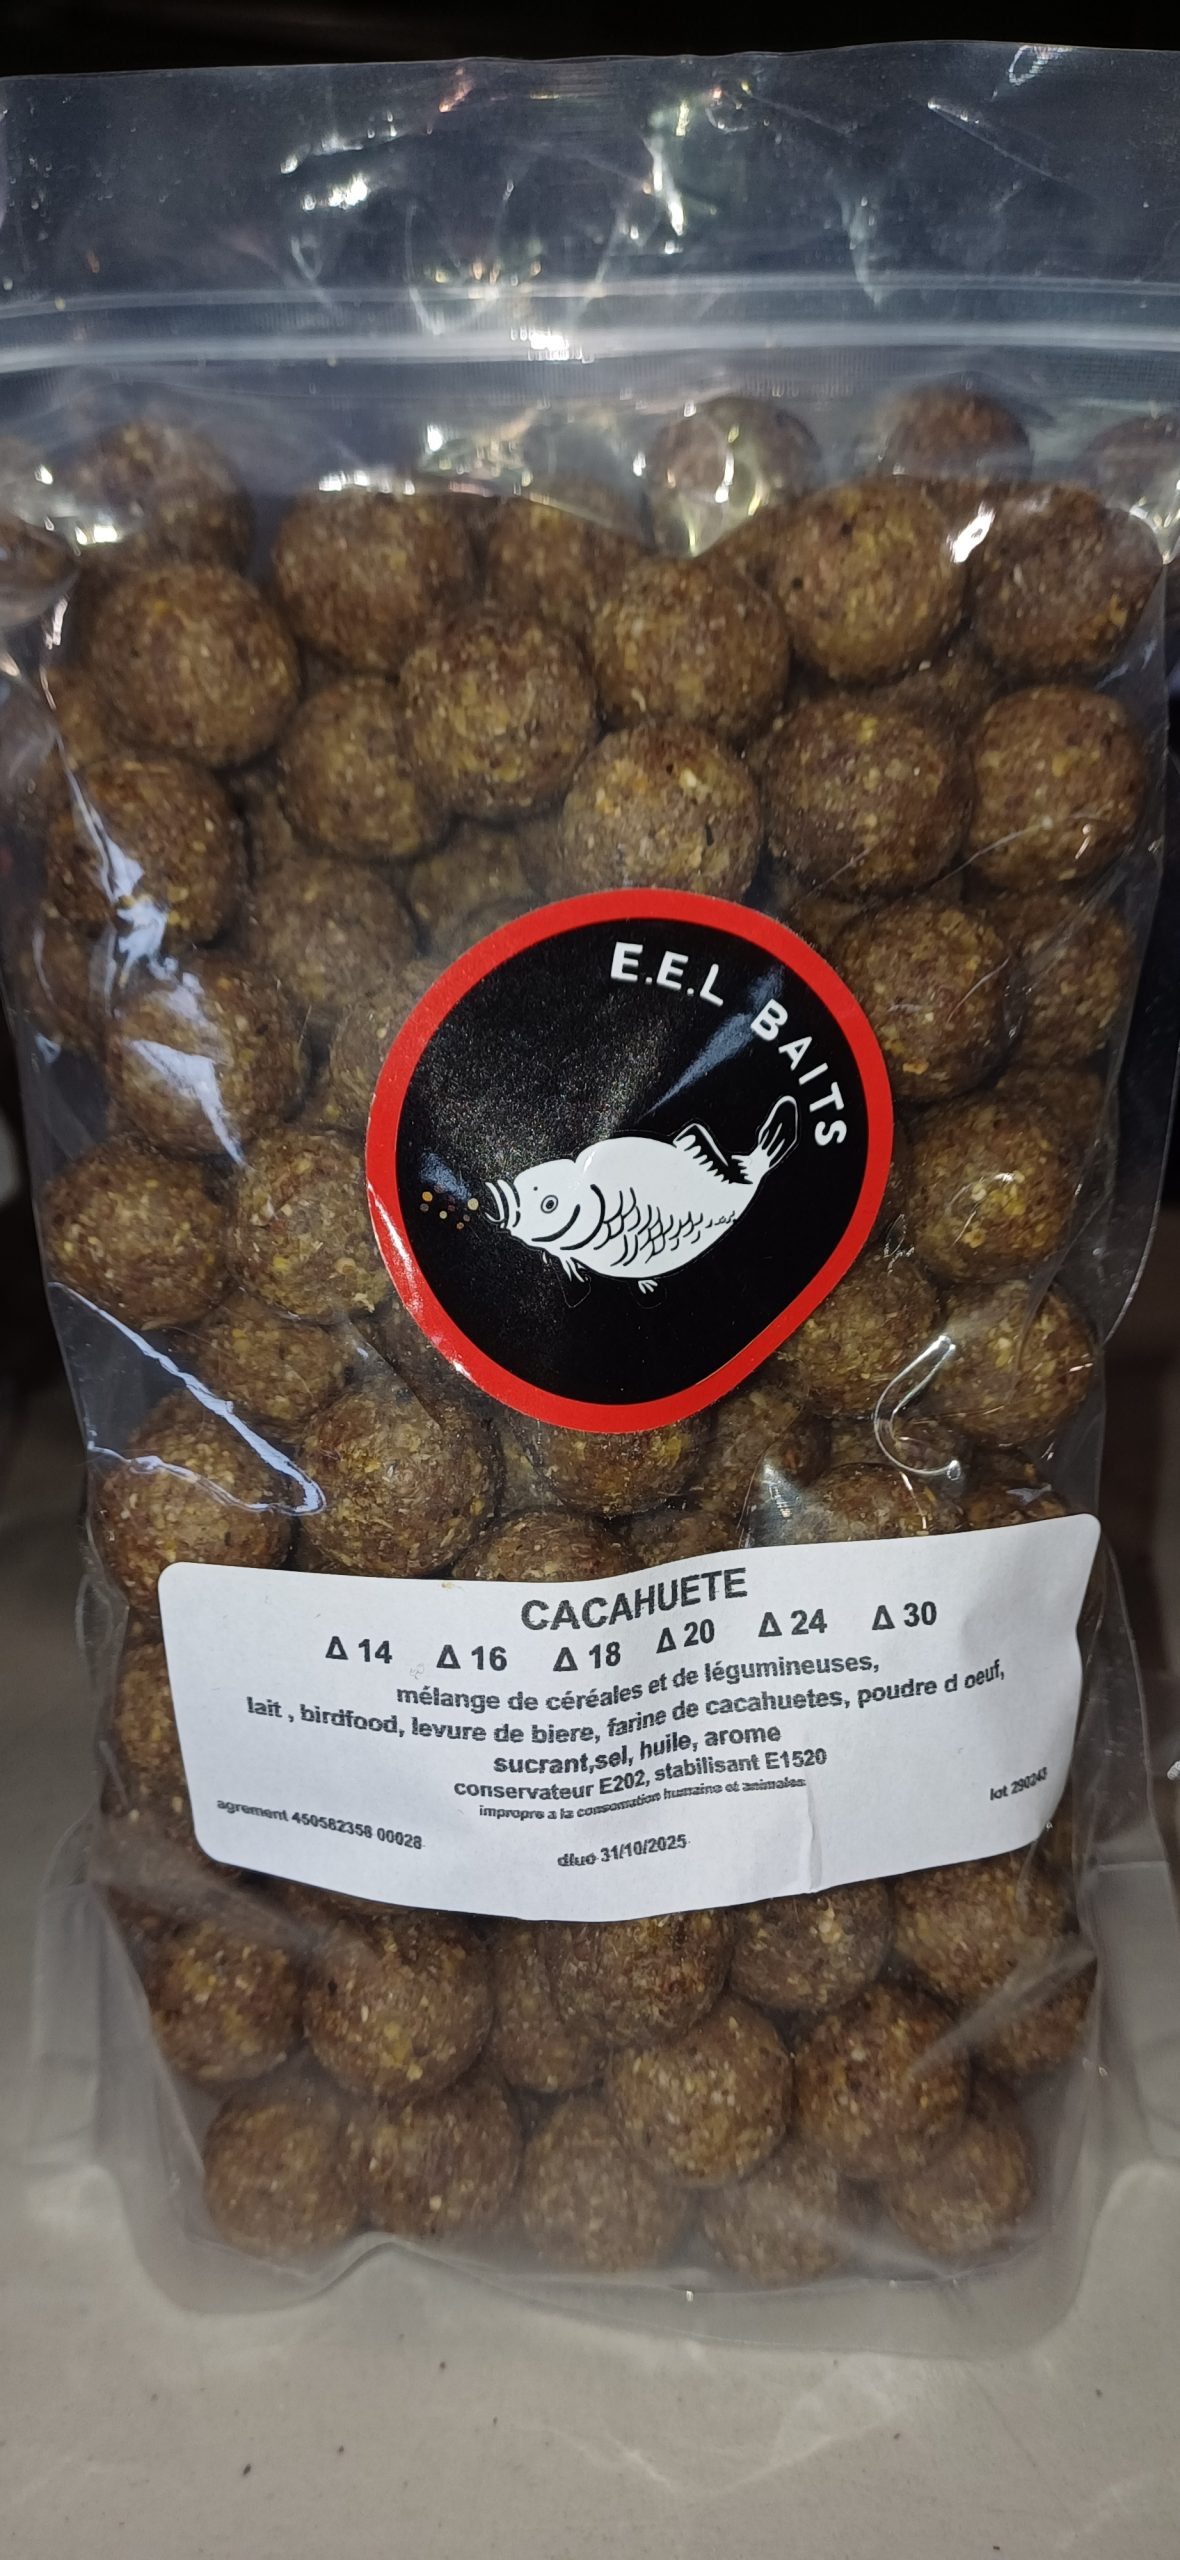 E.E.L BAITS
CACAHUETE
Δ 14 Δ 16 Δ 18 Δ 20 Δ 24 Δ 30
mélange de céréales et de légumineuses,
lait , birdfood, levure de biere, farine de cacahuetes, poudre d oeuf,
sucrant,sel, huile, arome
conservateur E202, stabilisant E1520
impropre a la consomation humaine et animales
agrement 450582358 00028
lot 290243
dluo 31/10/2025